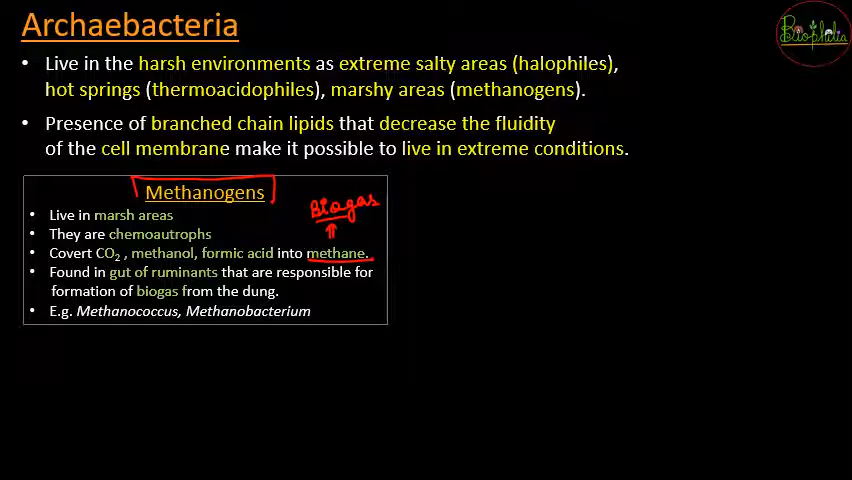 Archaebacteria
Biophilia
• Live in the harsh environments as extreme salty areas (halophiles),
hot springs (thermoacidophiles), marshy areas (methanogens).
• Presence of branched chain lipids that decrease the fluidity
of the cell membrane make it possible to live in extreme conditions.
Methanogens
Biogas
• Live in marsh areas
• They are chemoautrophs
• Covert CO₂ , methanol, formic acid into methane.
• Found in gut of ruminants that are responsible for
formation of biogas from the dung.
• E.g. Methanococcus, Methanobacterium